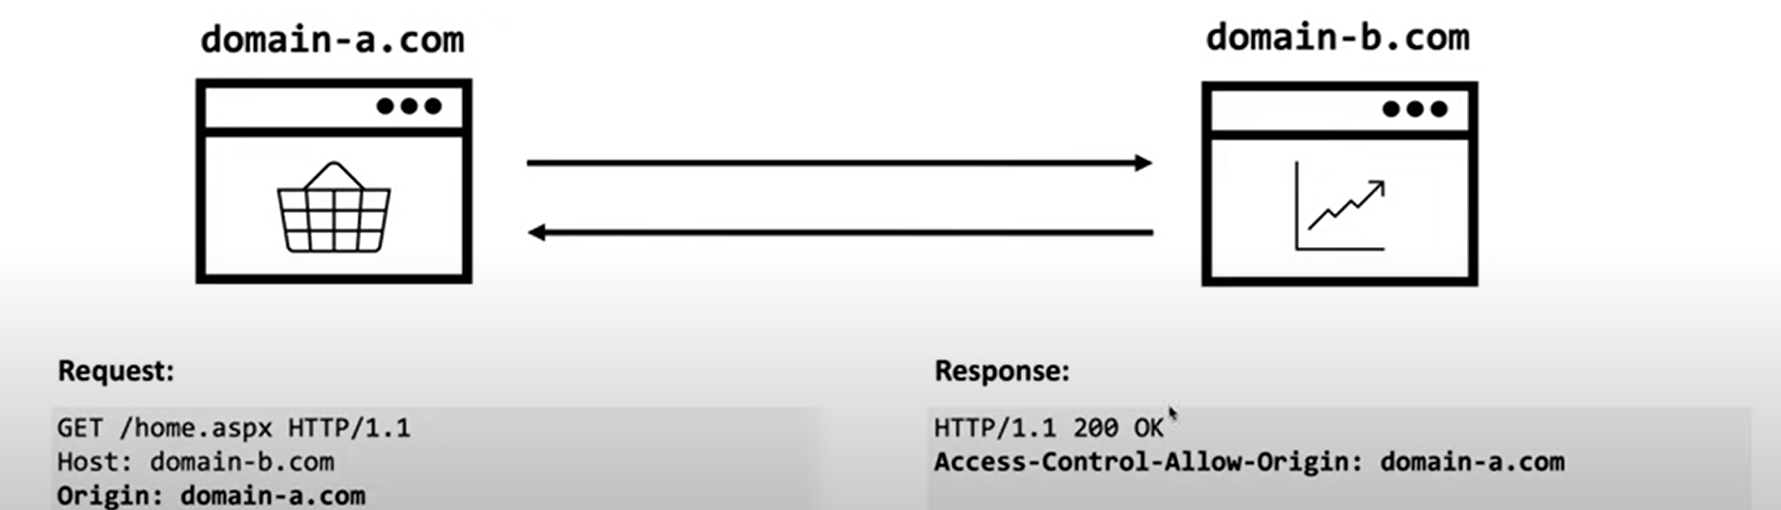 domain-a.com
domain-b.com
Request:
GET /home.aspx HTTP/1.1
Host: domain-b.com
Origin: domain-a.com
Response:
HTTP/1.1 200 OK
Access-Control-Allow-Origin: domain-a.com